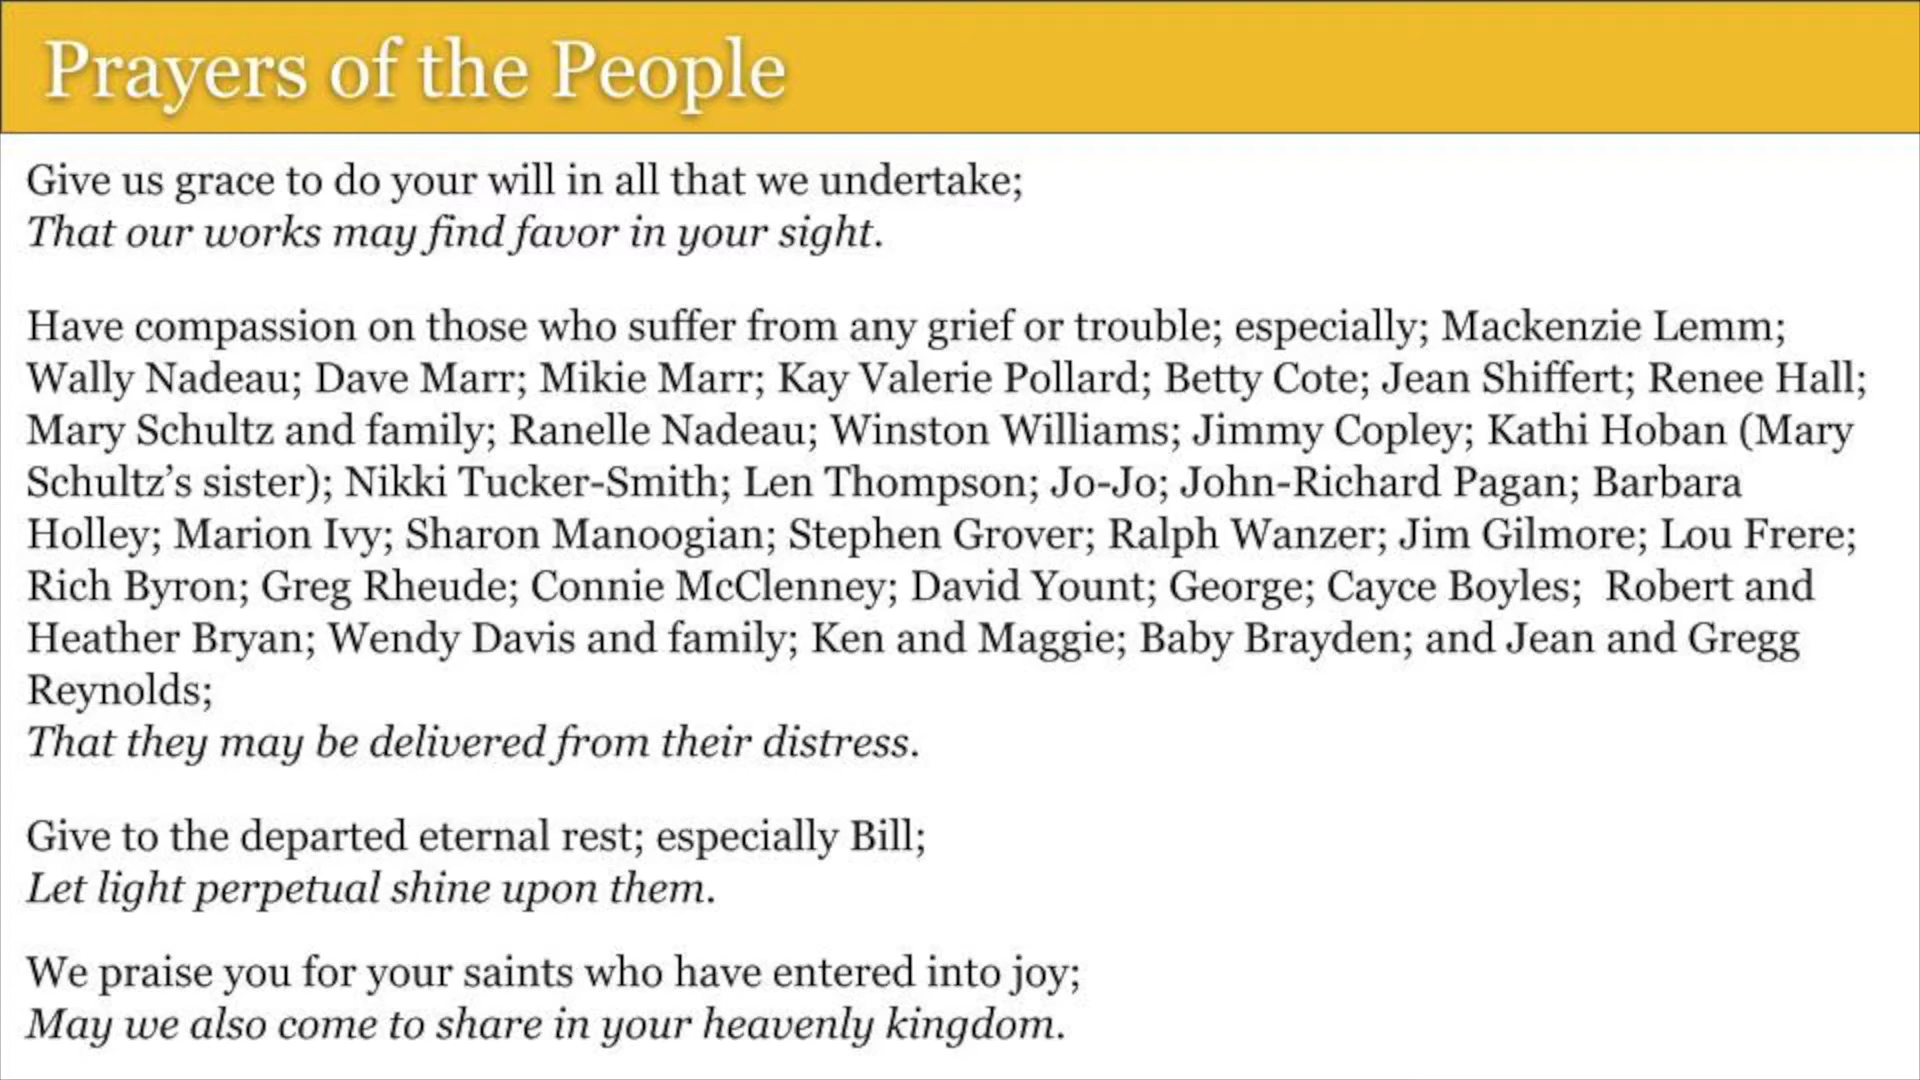 Prayers of the People
Give us grace to do your will in all that we undertake;
That our works may find favor in your sight.
Have compassion on those who suffer from any grief or trouble; especially; Mackenzie Lemm;
Wally Nadeau; Dave Marr; Mikie Marr; Kay Valerie Pollard; Betty Cote; Jean Shiffert; Renee Hall;
Mary Schultz and family; Ranelle Nadeau; Winston Williams; Jimmy Copley; Kathi Hoban (Mary
Schultz’s sister); Nikki Tucker-Smith; Len Thompson; Jo-Jo; John-Richard Pagan; Barbara
Holley; Marion Ivy; Sharon Manoogian; Stephen Grover; Ralph Wanzer; Jim Gilmore; Lou Frere;
Rich Byron; Greg Rheude; Connie McClenney; David Yount; George; Cayce Boyles;  Robert and
Heather Bryan; Wendy Davis and family; Ken and Maggie; Baby Brayden; and Jean and Gregg
Reynolds;
That they may be delivered from their distress.
Give to the departed eternal rest; especially Bill;
Let light perpetual shine upon them.
We praise you for your saints who have entered into joy;
May we also come to share in your heavenly kingdom.